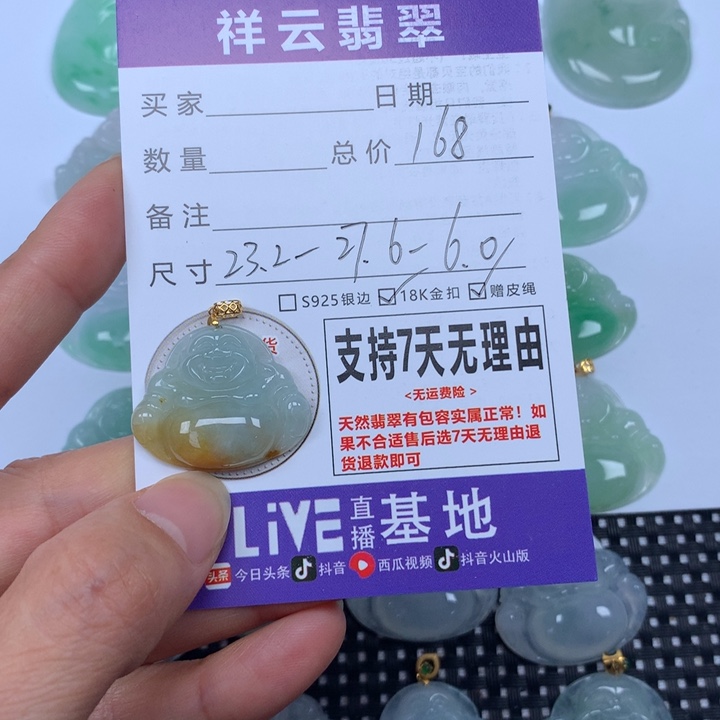 祥云翡翠
买家 日期
数量 总价 168
备注
尺寸 23.2-27.6-6.0
S925银边 18K金扣 赠皮绳
支持7天无理由
<无运费险>
天然翡翠有包容实属正常！如
果不合适售后选7天无理由退
货退款即可
货
LiVE 直播 基地
头条 今日头条 抖音 西瓜视频 抖音火山版